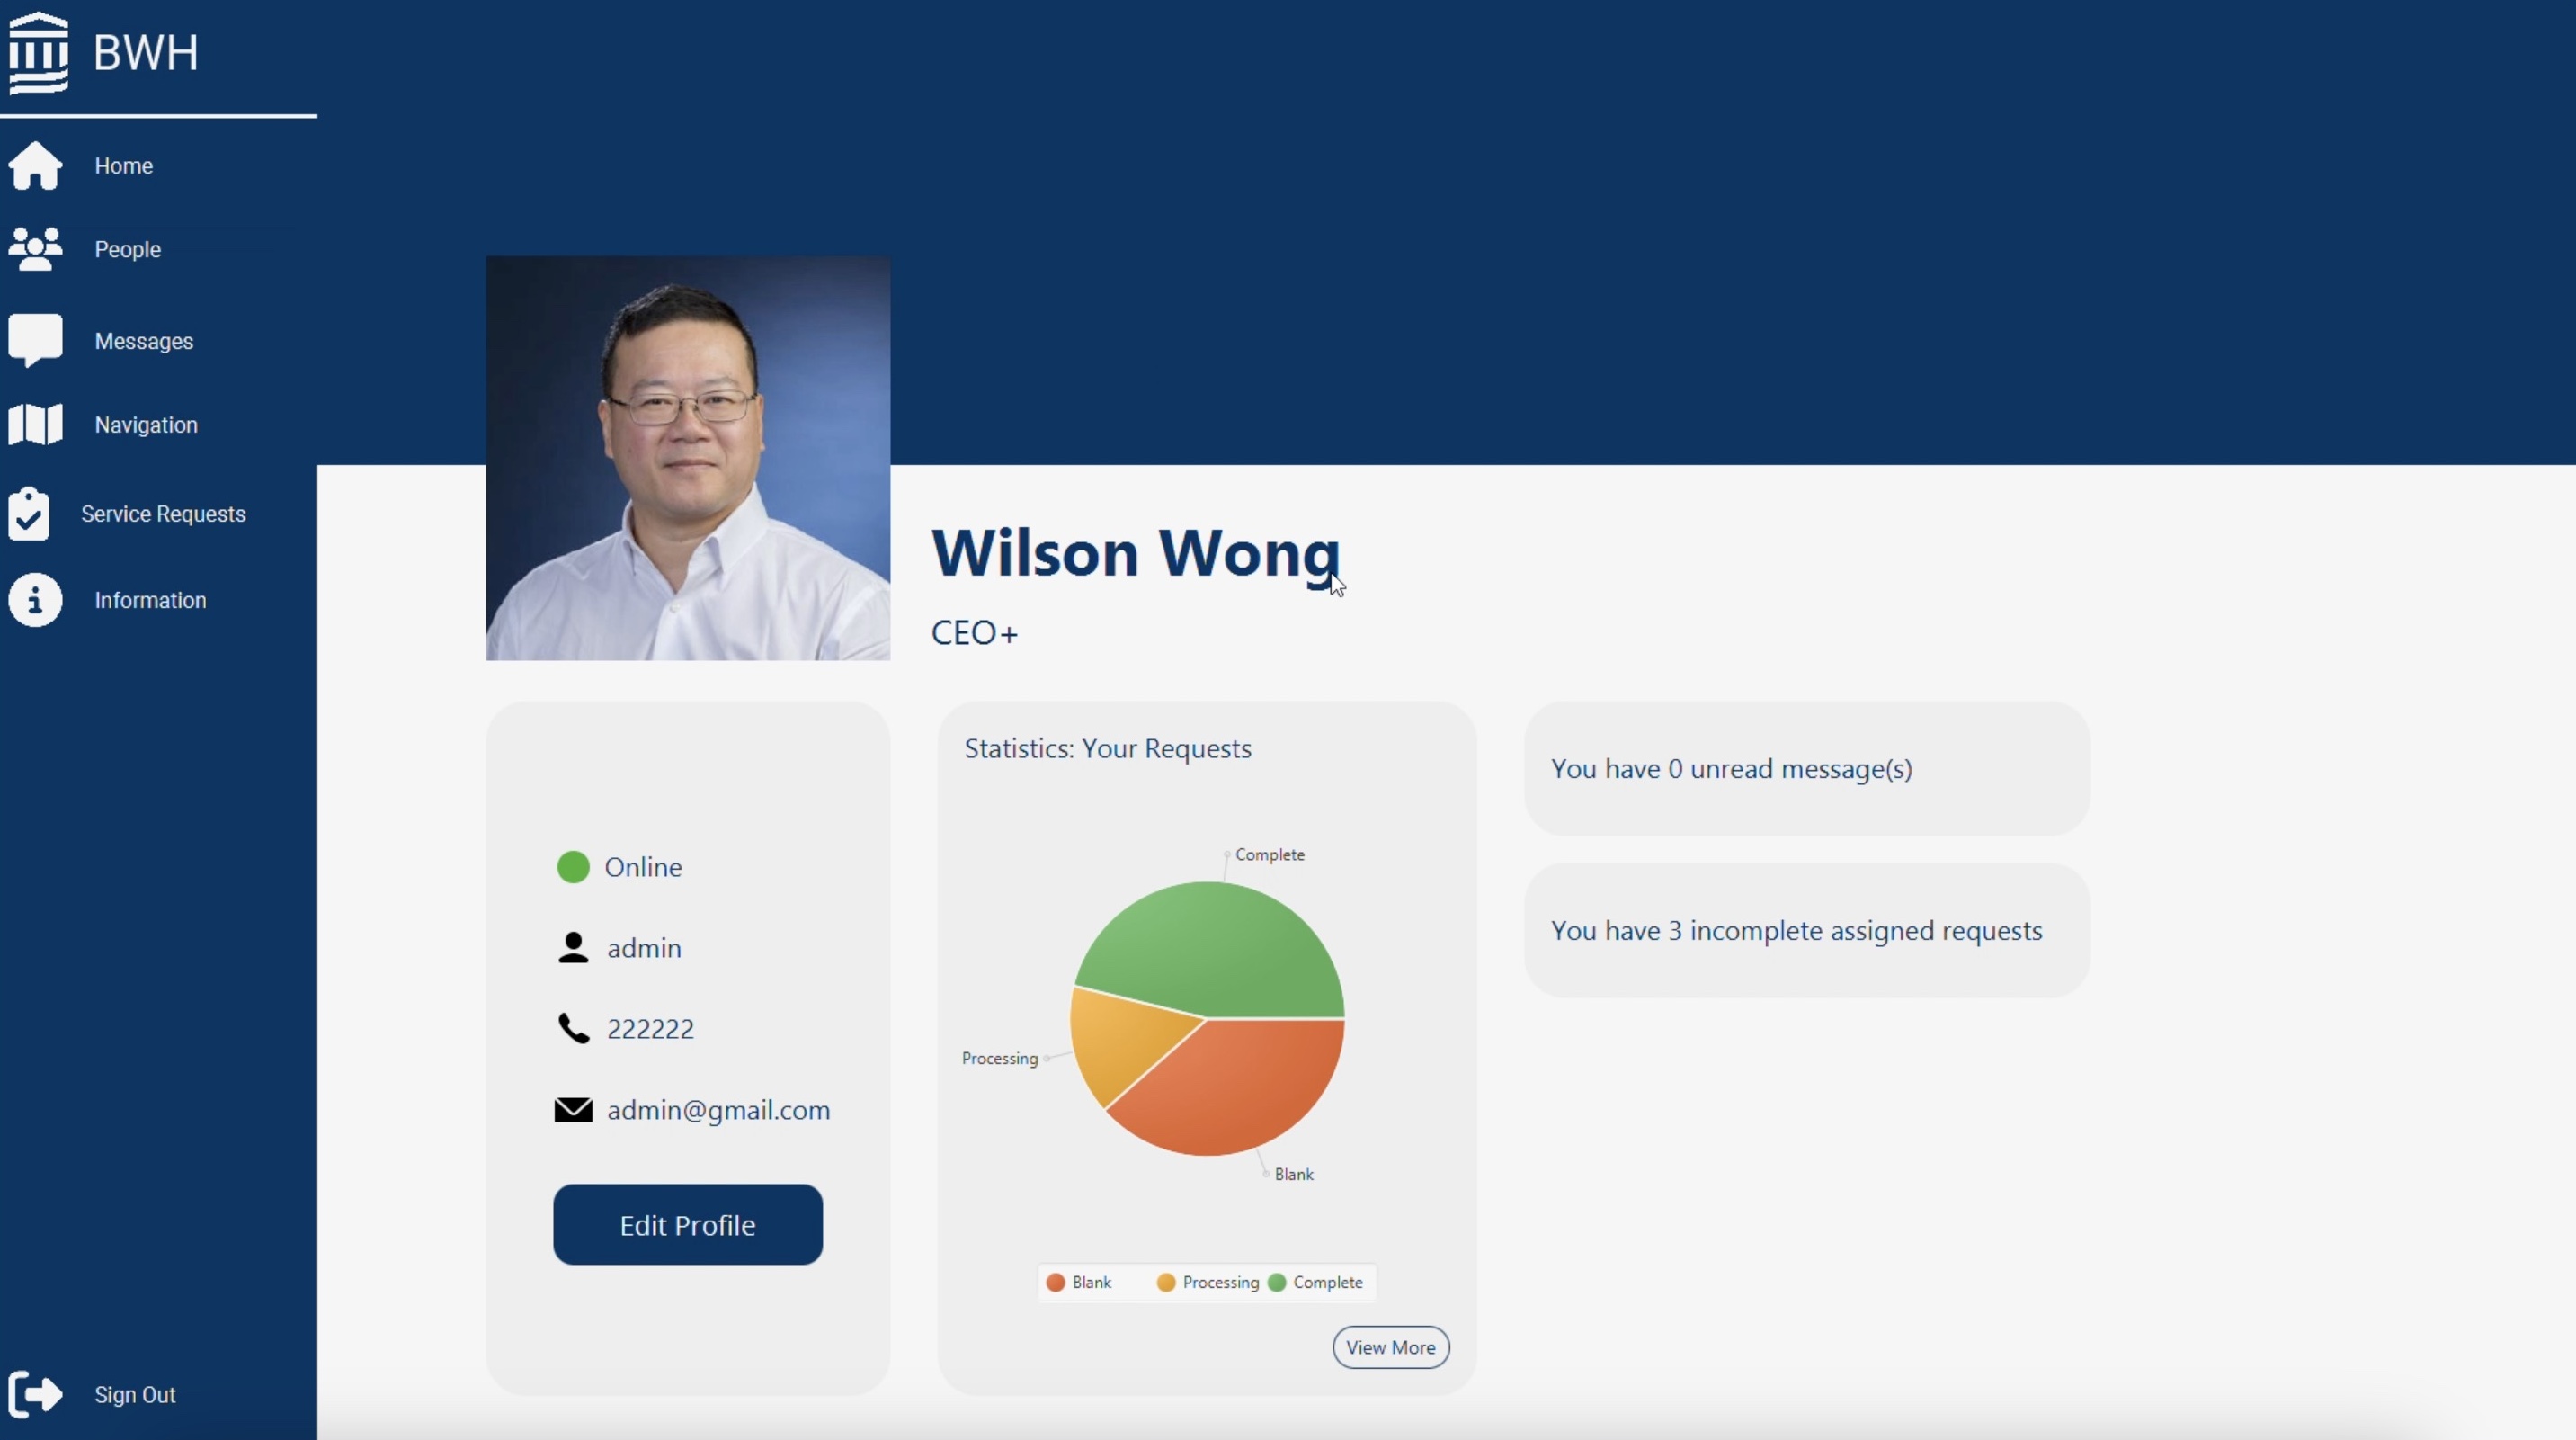 BWH
Home
People
Messages
Navigation
Service Requests
Information
Sign Out
Wilson Wong
CEO+
Online
admin
222222
admin@gmail.com
Edit Profile
Statistics: Your Requests
Complete
Processing
Blank
Blank Processing Complete
View More
You have 0 unread message(s)
You have 3 incomplete assigned requests